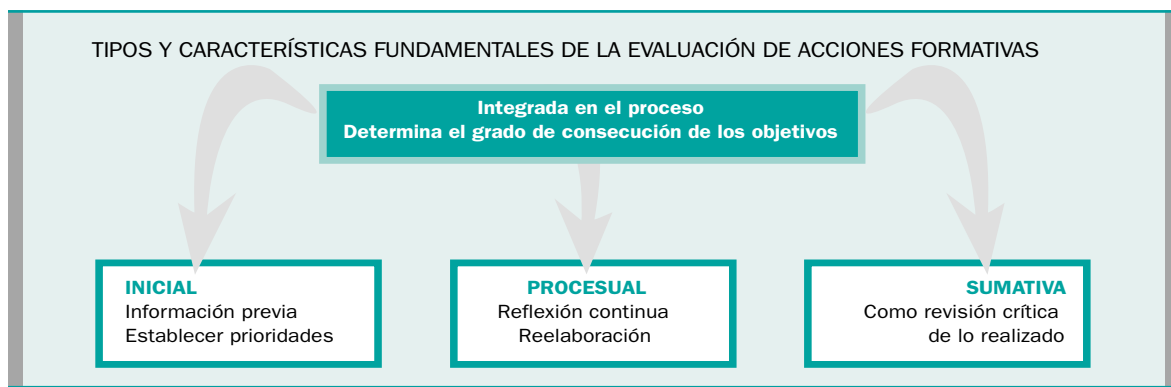 TIPOS Y CARACTERÍSTICAS FUNDAMENTALES DE LA EVALUACIÓN DE ACCIONES FORMATIVAS
Integrada en el proceso
Determina el grado de consecución de los objetivos
INICIAL
Información previa
Establecer prioridades
PROCESUAL
Reflexión continua
Reelaboración
SUMATIVA
Como revisión crítica
de lo realizado